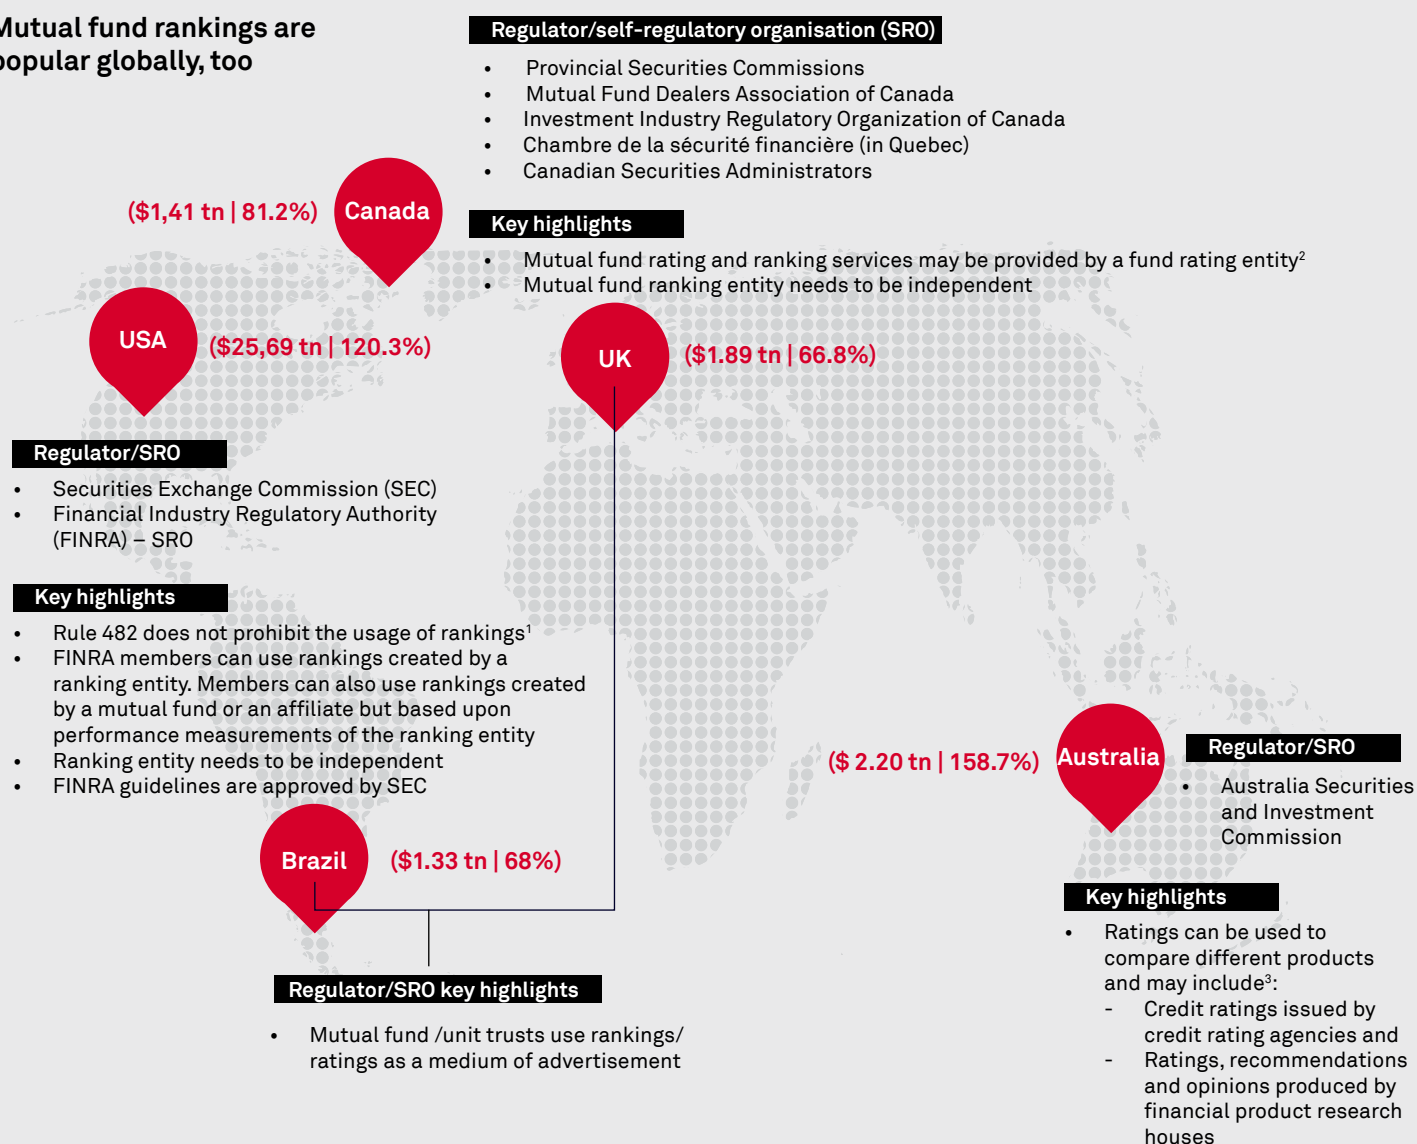 Mutual fund rankings are
popular globally, too
Regulator/self-regulatory organisation (SRO)
• Provincial Securities Commissions
• Mutual Fund Dealers Association of Canada
• Investment Industry Regulatory Organization of Canada
• Chambre de la sécurité financière (in Quebec)
• Canadian Securities Administrators
($1,41 tn | 81.2%)
Canada
Key highlights
• Mutual fund rating and ranking services may be provided by a fund rating entity²
• Mutual fund ranking entity needs to be independent
USA
($25,69 tn | 120.3%)
UK
($1.89 tn | 66.8%)
Regulator/SRO
• Securities Exchange Commission (SEC)
• Financial Industry Regulatory Authority
(FINRA) – SRO
Key highlights
• Rule 482 does not prohibit the usage of rankings¹
• FINRA members can use rankings created by a
ranking entity. Members can also use rankings created
by a mutual fund or an affiliate but based upon
performance measurements of the ranking entity
• Ranking entity needs to be independent
• FINRA guidelines are approved by SEC
Brazil
($1.33 tn | 68%)
Regulator/SRO key highlights
• Mutual fund /unit trusts use rankings/
ratings as a medium of advertisement
($ 2.20 tn | 158.7%)
Australia
Regulator/SRO
• Australia Securities
and Investment
Commission
Key highlights
• Ratings can be used to
compare different products
and may include³:
- Credit ratings issued by
credit rating agencies and
- Ratings, recommendations
and opinions produced by
financial product research
houses